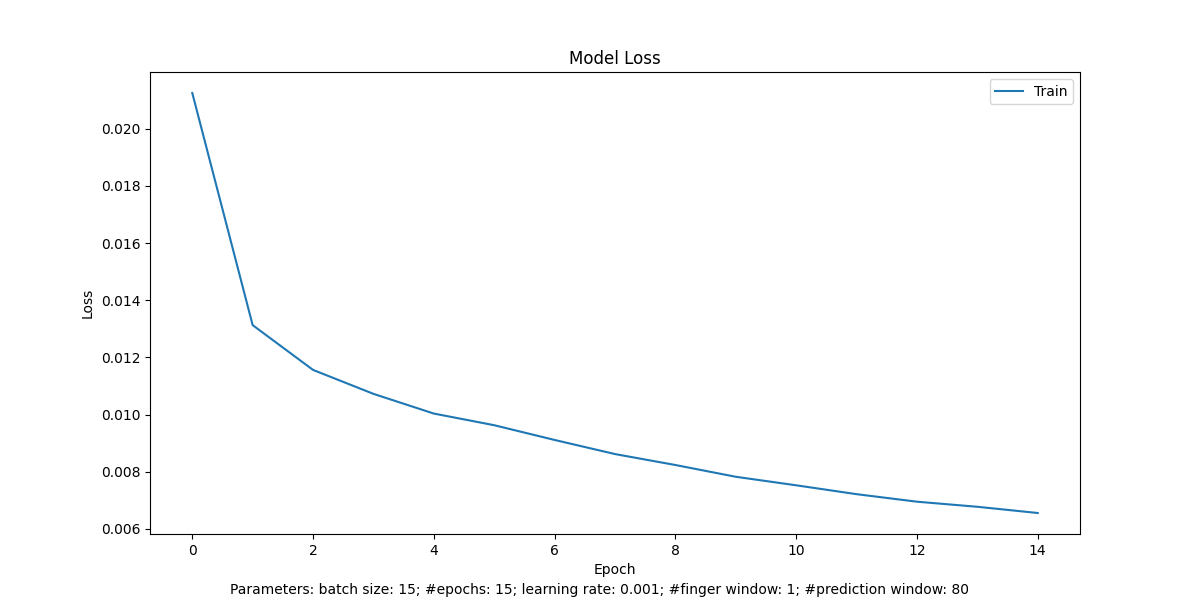 Model Loss
Train
0.020
0.018
0.016
0.014
0.012
0.010
0.008
0.006
Loss
0 2 4 6 8 10 12 14
Epoch
Parameters: batch size: 15; #epochs: 15; learning rate: 0.001; #finger window: 1; #prediction window: 80